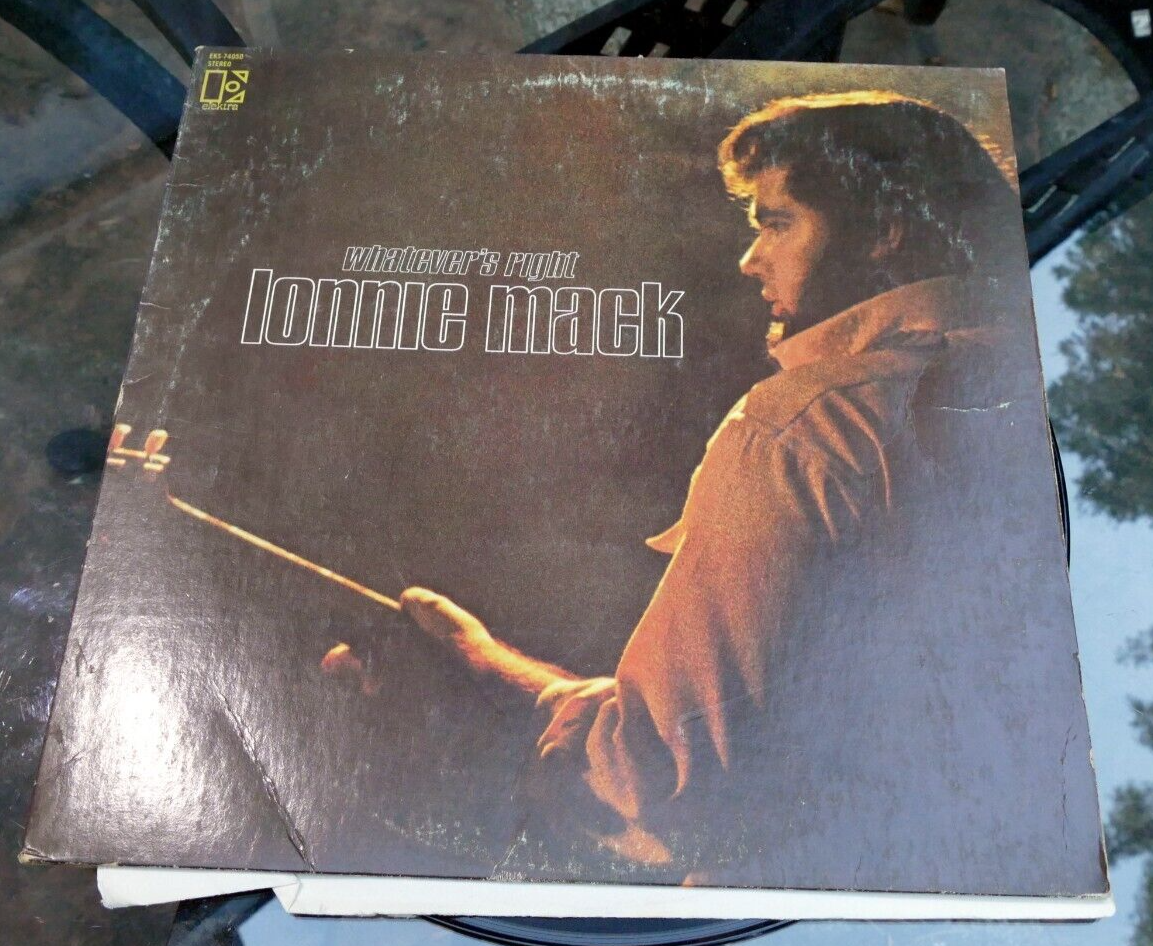 EKS-74050
STEREO
elektra
whatever's right
lonnie mack